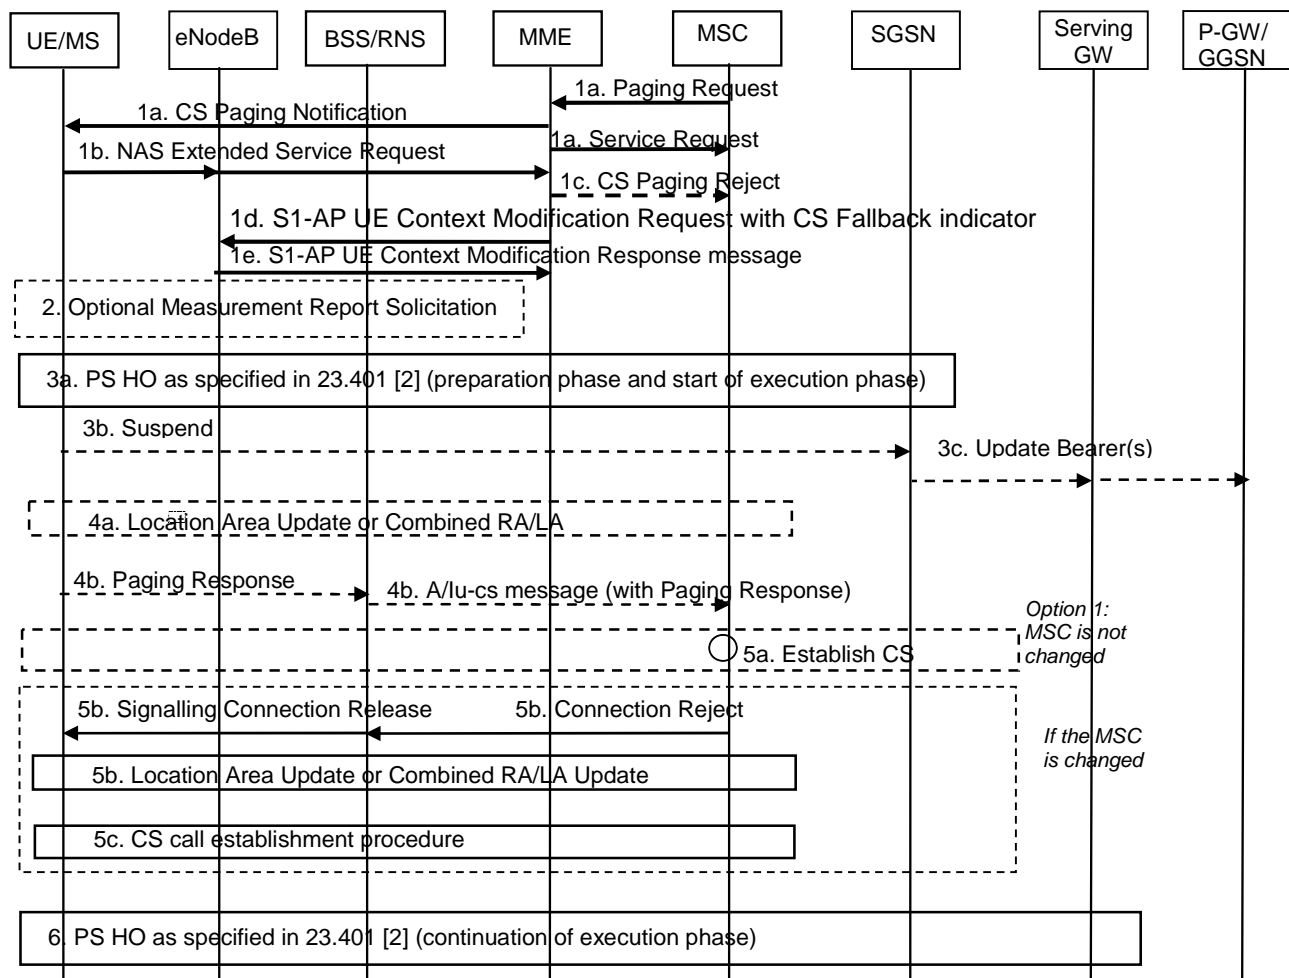 UE/MS
eNodeB
BSS/RNS
MME
MSC
SGSN
Serving
GW
P-GW/
GGSN
1a. Paging Request
1a. CS Paging Notification
1a. Service Request
1b. NAS Extended Service Request
1c. CS Paging Reject
1d. S1-AP UE Context Modification Request with CS Fallback indicator
1e. S1-AP UE Context Modification Response message
2. Optional Measurement Report Solicitation
3a. PS HO as specified in 23.401 [2] (preparation phase and start of execution phase)
3b. Suspend
3c. Update Bearer(s)
4a. Location Area Update or Combined RA/LA
4b. Paging Response
4b. A/Iu-cs message (with Paging Response)
Option 1:
MSC is not
changed
5a. Establish CS
5b. Signalling Connection Release
5b. Connection Reject
If the MSC
is changed
5b. Location Area Update or Combined RA/LA Update
5c. CS call establishment procedure
6. PS HO as specified in 23.401 [2] (continuation of execution phase)